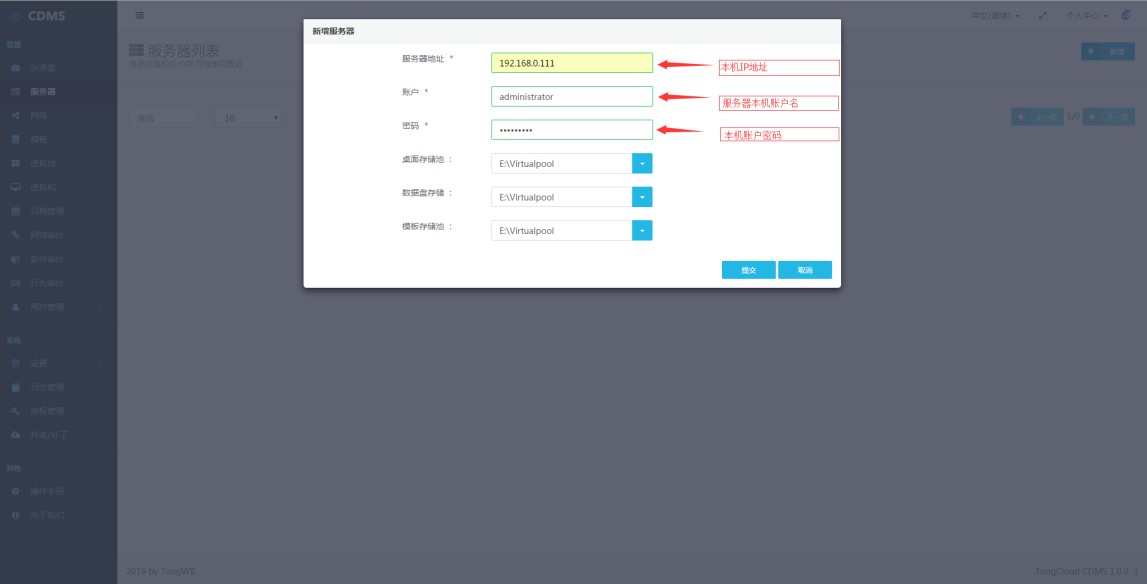 CDMS
中文(简体)
个人中心
管理
仪表盘
服务器
网络
模板
虚拟池
虚拟机
日程管理
网络审计
软件审计
行为审计
用户管理
系统
设置
日志管理
授权管理
升级/补丁
其他
操作手册
关于我们
服务器列表
新增
查找
10
上一页
1/0
下一页
新增服务器
服务器地址 *
192.168.0.111
本机IP地址
账户 *
administrator
服务器本机账户名
密码 *
•••••••••
本机账户密码
桌面存储池 :
E:\Virtualpool
数据盘存储 :
E:\Virtualpool
模板存储池 :
E:\Virtualpool
提交
取消
2016 by TongWII.
TongCloud CDMS 1.0.0